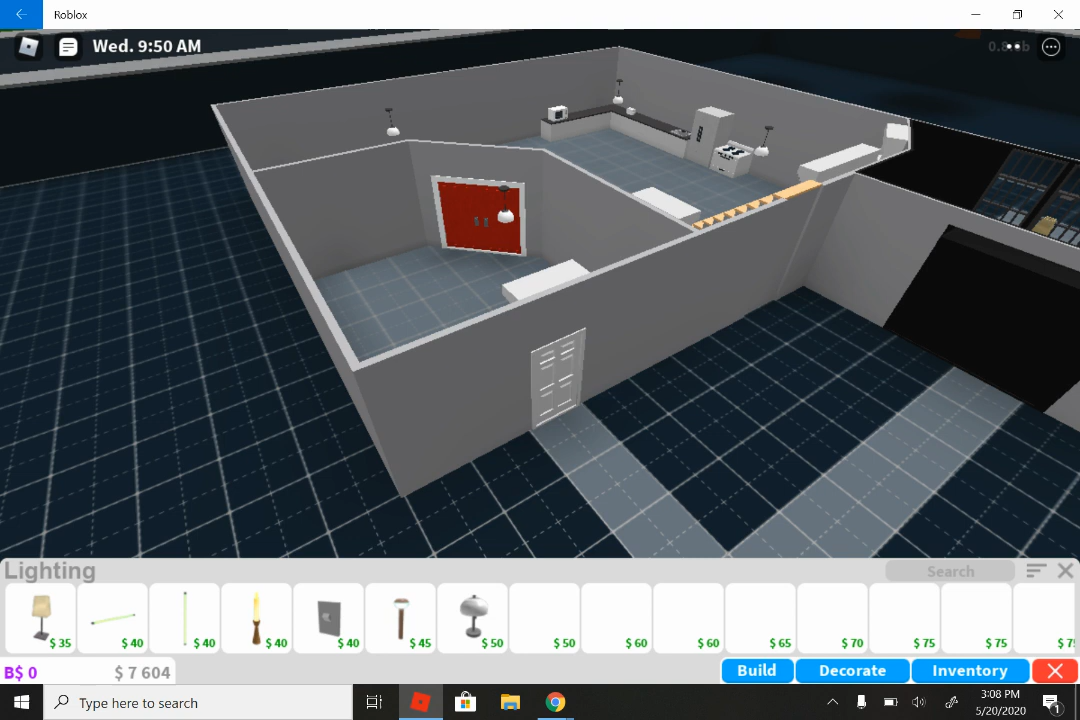 Roblox
Wed. 9:50 AM
Lighting
Search
$ 35
$ 40
$ 40
$ 40
$ 40
$ 45
$ 50
$ 50
$ 60
$ 60
$ 65
$ 70
$ 75
$ 75
B$ 0
$ 7 604
Build
Decorate
Inventory
Type here to search
3:08 PM
5/20/2020
1